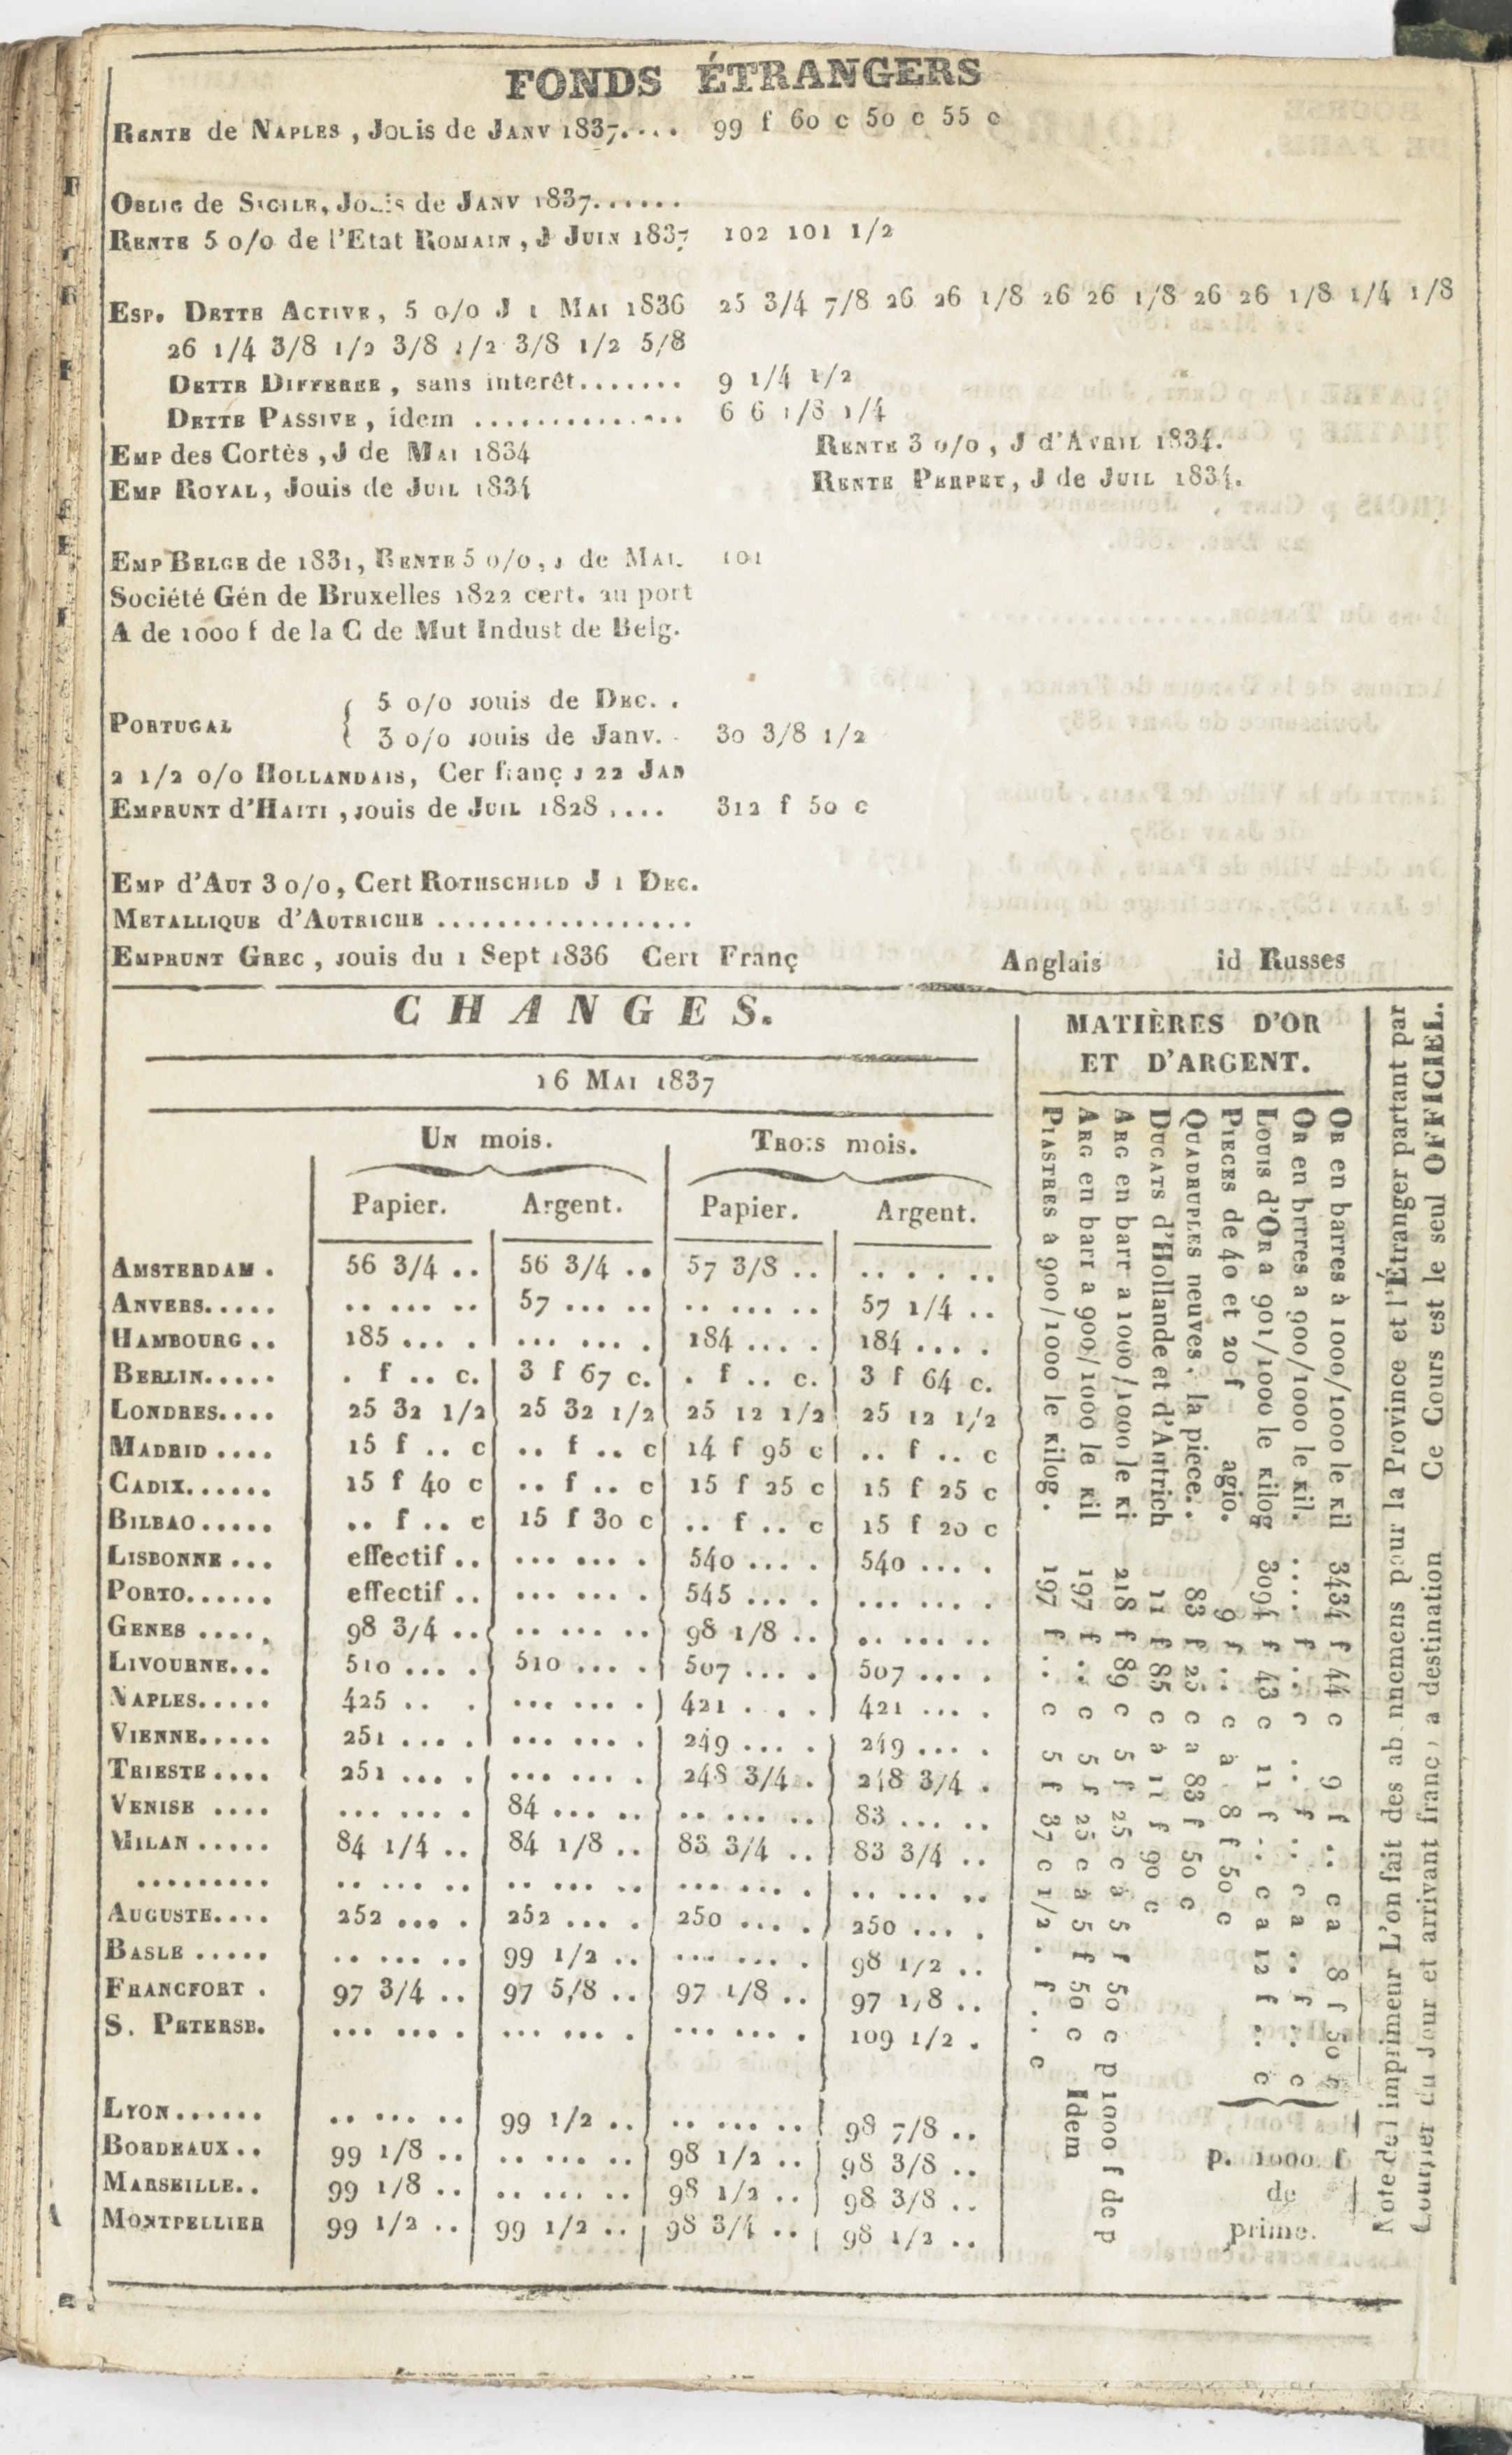 FONDS ÉTRANGERS
RENTE de NAPLES, Jouis de JANV 1837.... 99 f 60 c 50 c 55 c
OBLIG de SICILE, Jouis de JANV 1837......
RENTE 5 o/o de l'Etat ROMAIN, J JUIN 1837 102 101 1/2
ESP. DETTE ACTIVE, 5 o/o J 1 MAI 1836 25 3/4 7/8 26 26 1/8 26 26 1/8 26 26 1/8 1/4 1/8
26 1/4 3/8 1/2 3/8 1/2 3/8 1/2 5/8
DETTE DIFFEREE, sans interêt....... 9 1/4 1/2
DETTE PASSIVE, idem .............. 6 6 1/8 1/4
EMP des Cortès, J de MAI 1834 RENTE 3 o/o, J d'AVRIL 1834.
EMP ROYAL, Jouis de JUIL 1834 RENTE PERPET, J de JUIL 1834.
EMP BELGE de 1831, RENTE 5 o/o, J de MAI. 101
Société Gén de Bruxelles 1822 cert. au port
A de 1000 f de la C de Mut Indust de Belg.
PORTUGAL { 5 o/o jouis de DEC. .
3 o/o jouis de Janv. . 30 3/8 1/2
2 1/2 o/o HOLLANDAIS, Cer franç J 22 JAN
EMPRUNT d'HAITI, jouis de JUIL 1828 .... 312 f 50 c
EMP d'AUT 3 o/o, Cert ROTHSCHILD J 1 DEC.
METALLIQUE d'AUTRICHE .................
EMPRUNT GREC, jouis du 1 Sept 1836 Cert Franç Anglais id Russes
CHANGES.
16 MAI 1837
UN mois. TROIS mois.
Papier. Argent. Papier. Argent.
AMSTERDAM . 56 3/4 .. 56 3/4 .. 57 3/8 .. .. . . ..
ANVERS..... .. ... .. 57 ... .. .. ... .. 57 1/4 ..
HAMBOURG .. 185 ... . ... ... . 184 ... . 184 ... .
BERLIN..... . f .. c. 3 f 67 c. . f .. c. 3 f 64 c.
LONDRES.... 25 32 1/2 25 32 1/2 25 12 1/2 25 12 1/2
MADRID .... 15 f .. c .. f .. c 14 f 95 c .. f .. c
CADIX...... 15 f 40 c .. f .. c 15 f 25 c 15 f 25 c
BILBAO ..... .. f .. c 15 f 30 c .. f .. c 15 f 20 c
LISBONNE ... effectif .. ... ... . 540 ... . 540 ... .
PORTO...... effectif .. ... ... . 545 ... . ... ... .
GENES ..... 98 3/4 .. .. ... .. 98 1/8 .. .. ... ..
LIVOURNE... 510 ... . 510 ... . 507 ... . 507 ... .
NAPLES..... 425 .. . ... ... . 421 . . . 421 ... .
VIENNE..... 251 ... . ... ... . 249 ... . 249 ... .
TRIESTE .... 251 ... . ... ... . 248 3/4 . 248 3/4 .
VENISE .... ... ... . 84 ... .. .. ... .. 83 ... ..
MILAN ..... 84 1/4 .. 84 1/8 .. 83 3/4 .. 83 3/4 ..
......... .. ... .. .. ... .. ... ... . .. ... ..
AUGUSTE.... 252 ... . 252 ... . 250 ... . 250 ... .
BASLE ..... .. ... .. 99 1/2 .. ... ... . 98 1/2 ..
FRANCFORT . 97 3/4 .. 97 5/8 .. 97 1/8 .. 97 1/8 ..
S. PETERSB. ... ... . ... ... . ... ... . 109 1/2 .
LYON...... .. ... .. 99 1/2 .. .. ... .. 98 7/8 ..
BORDEAUX .. 99 1/8 .. .. ... .. 98 1/2 .. 98 3/8 ..
MARSEILLE.. 99 1/8 .. .. ... .. 98 1/2 .. 98 3/8 ..
MONTPELLIER 99 1/2 .. 99 1/2 .. 98 3/4 .. 98 1/2 ..
MATIÈRES D'OR
ET D'ARGENT.
OR en barres à 1000/1000 le kil 3434 f 44 c 9 f .. c a 8 f 50 c
OR en brres a 900/1000 le kil. .... f .. c .. f .. c a .. f .. c
LOUIS d'OR a 901/1000 le kilog 3094 f 43 c 11 f .. c a 12 f .. c
PIECES de 40 et 20 f agio. 9 f .. c à 8 f 50 c
QUADRUPLES neuves, la pièce. . 83 f 25 c a 83 f 50 c
DUCATS d'Hollande et d'Autrich 11 f 85 c à 11 f 90 c
ARG en barr a 1000/1000 le ki 218 f 89 c 5 f 25 c à 5 f 50 c p 1000 f de p
ARG en barr a 900/1000 le kil 197 f .. c 5 f 25 c à 5 f 50 c Idem
PIASTRES à 900/1000 le kilog. 197 f .. c 5 f 37 c 1/2 . f .. c
p. 1000 f
de
prime.
Note de l imprimeur L'on fait des ab nnemens pour la Province et l'Étranger partant par
Courrier du Jour et arrivant franc, a destination Ce Cours est le seul OFFICIEL.